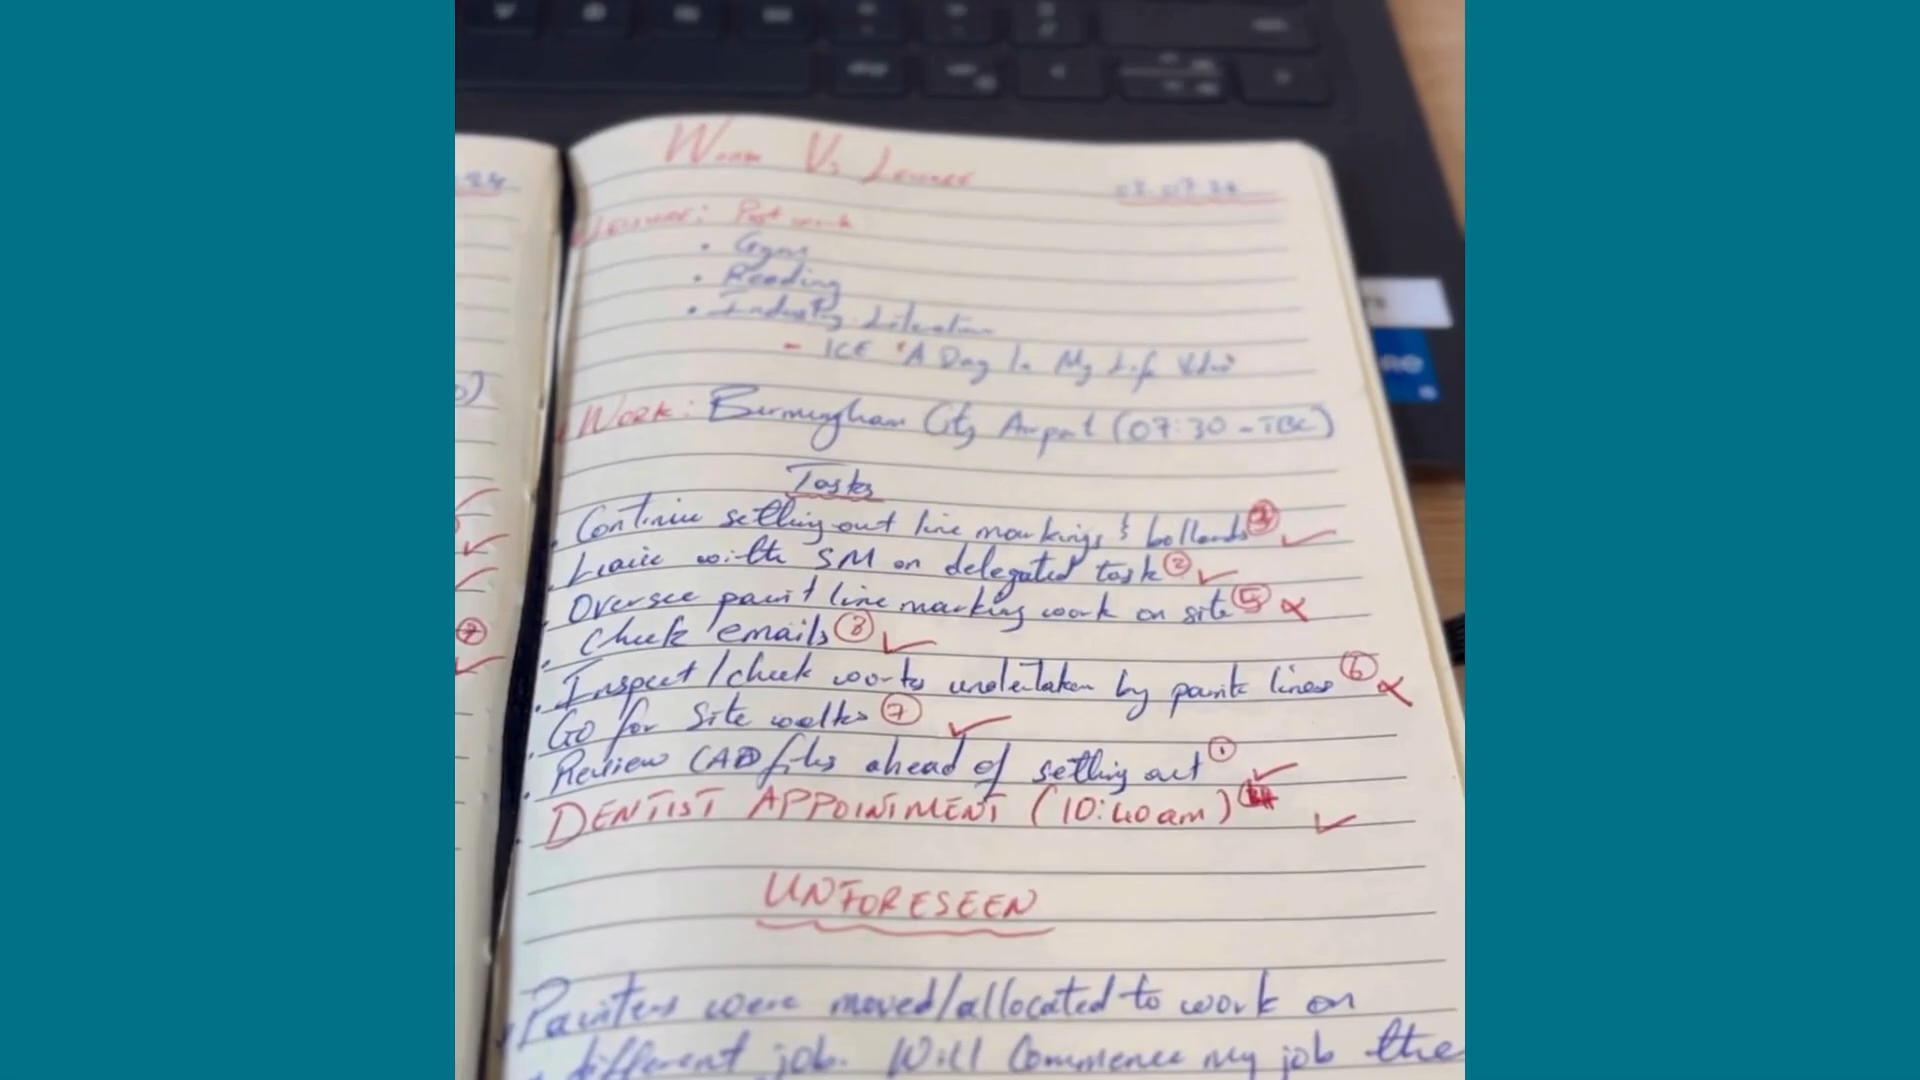 Work Vs Leisure
Leisure: Post work
• Gym
• Reading
• Industry Literature
- ICE 'A Day In My Life Video'
Work: Birmingham City Airport (07:30 - TBC)
Tasks
• Continue setting out line markings & bollards ✓
• Liaise with SM on delegated task ② ✓
• Oversee paint line marking work on site ⑤ ∝
• Check emails ⑧ ✓
• Inspect/check works undertaken by paint liners ⑥ ∝
• Go for site walks ⑦ ✓
• Review CAD files ahead of setting out ① ✓
• DENTIST APPOINTMENT (10:40am) ✓
UNFORESEEN
• Painters were moved/allocated to work on
different job. Will Commence my job the